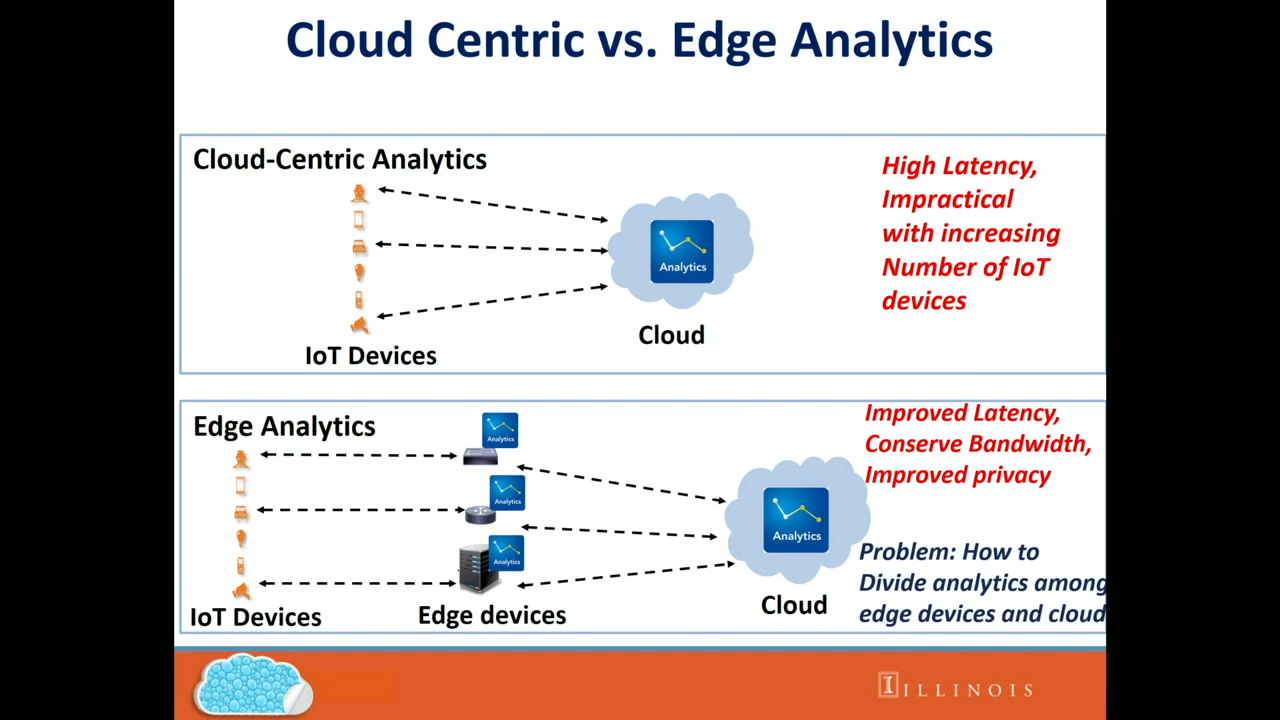 Cloud Centric vs. Edge Analytics
Cloud-Centric Analytics
High Latency,
Impractical
with increasing
Number of IoT
devices
Analytics
Cloud
IoT Devices
Edge Analytics
Improved Latency,
Conserve Bandwidth,
Improved privacy
Analytics
Analytics
Analytics
Analytics
Problem: How to
Divide analytics among
edge devices and cloud
IoT Devices
Edge devices
Cloud
I ILLINOIS